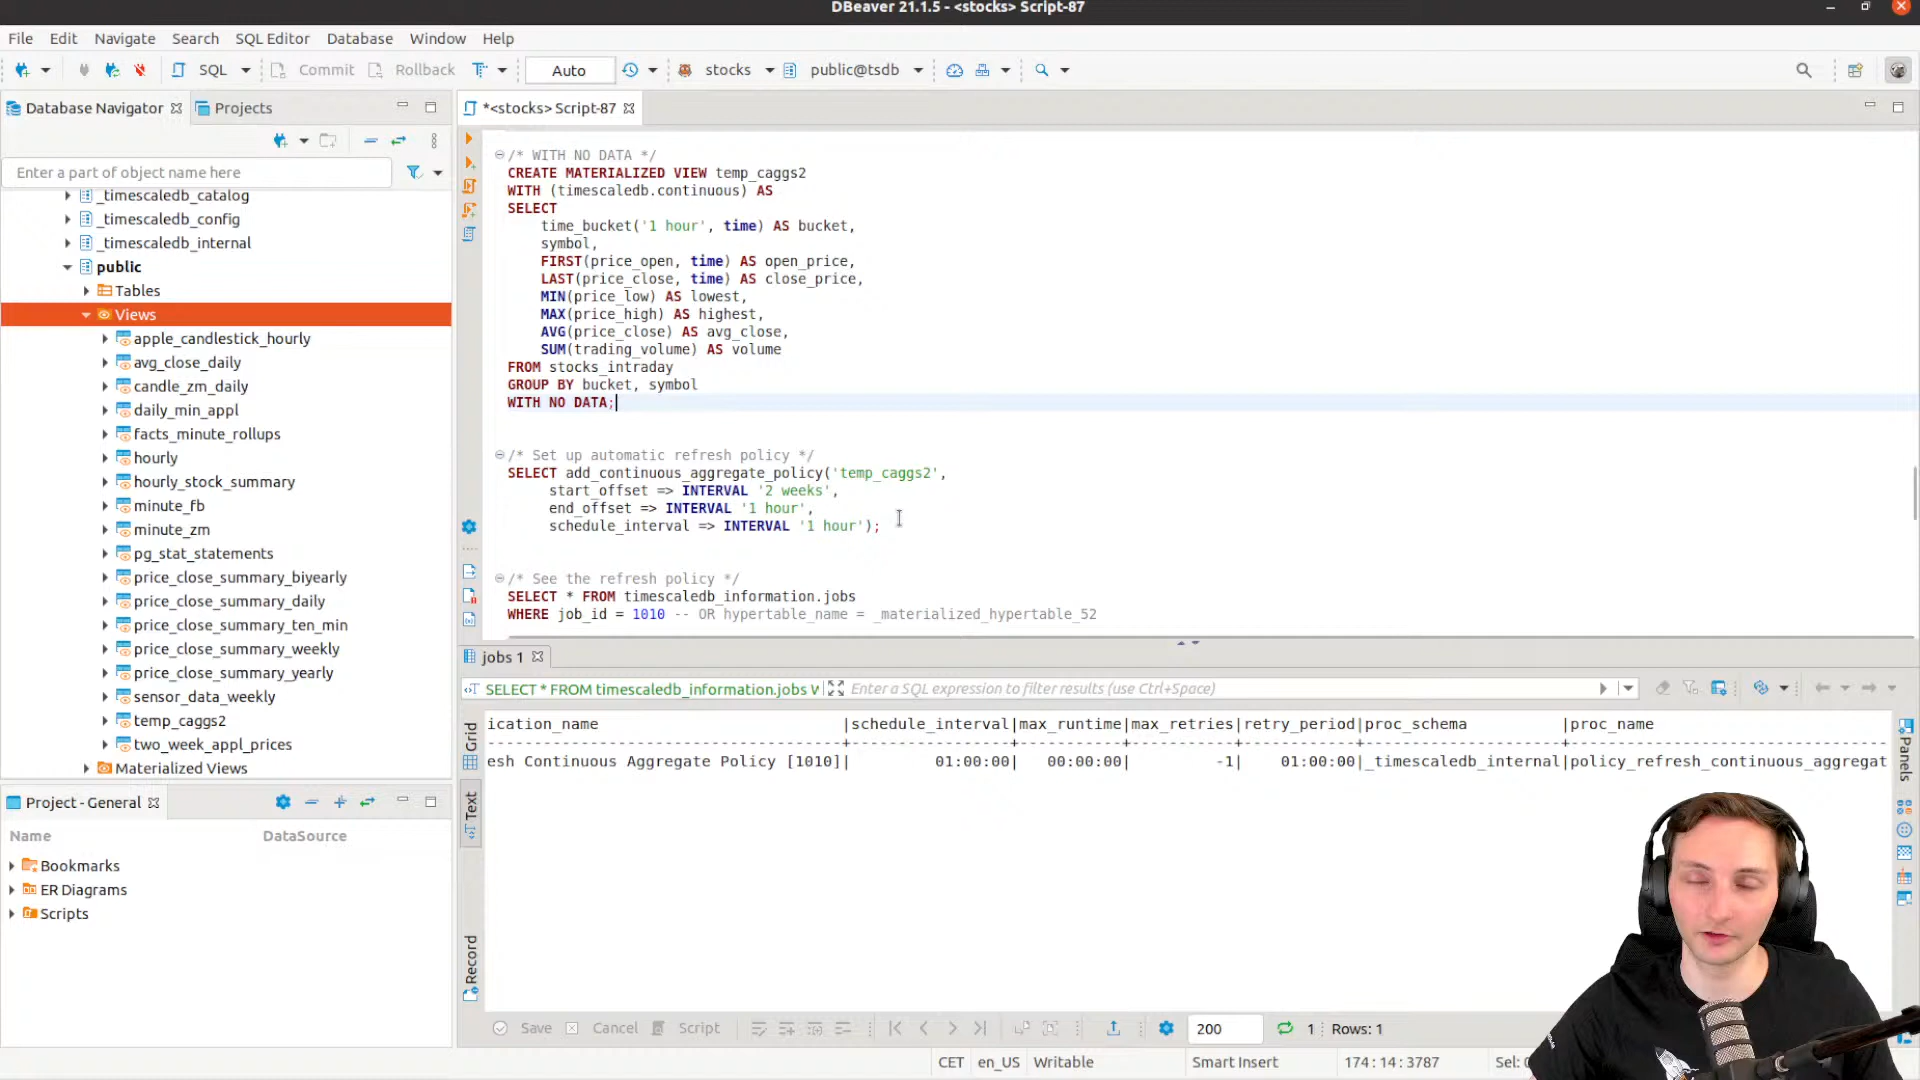 DBeaver 21.1.5 - <stocks> Script-87
File Edit Navigate Search SQL Editor Database Window Help
SQL Commit Rollback Auto stocks public@tsdb
Database Navigator Projects
Enter a part of object name here
_timescaledb_catalog
_timescaledb_config
_timescaledb_internal
public
Tables
Views
apple_candlestick_hourly
avg_close_daily
candle_zm_daily
daily_min_appl
facts_minute_rollups
hourly
hourly_stock_summary
minute_fb
minute_zm
pg_stat_statements
price_close_summary_biyearly
price_close_summary_daily
price_close_summary_ten_min
price_close_summary_weekly
price_close_summary_yearly
sensor_data_weekly
temp_caggs2
two_week_appl_prices
Materialized Views
Project - General
Name DataSource
Bookmarks
ER Diagrams
Scripts
*<stocks> Script-87
/* WITH NO DATA */
CREATE MATERIALIZED VIEW temp_caggs2
WITH (timescaledb.continuous) AS
SELECT
time_bucket('1 hour', time) AS bucket,
symbol,
FIRST(price_open, time) AS open_price,
LAST(price_close, time) AS close_price,
MIN(price_low) AS lowest,
MAX(price_high) AS highest,
AVG(price_close) AS avg_close,
SUM(trading_volume) AS volume
FROM stocks_intraday
GROUP BY bucket, symbol
WITH NO DATA;
/* Set up automatic refresh policy */
SELECT add_continuous_aggregate_policy('temp_caggs2',
start_offset => INTERVAL '2 weeks',
end_offset => INTERVAL '1 hour',
schedule_interval => INTERVAL '1 hour');
/* See the refresh policy */
SELECT * FROM timescaledb_information.jobs
WHERE job_id = 1010 -- OR hypertable_name = _materialized_hypertable_52
jobs 1
SELECT * FROM timescaledb_information.jobs W Enter a SQL expression to filter results (use Ctrl+Space)
Grid
Text
Record
Panels
ication_name |schedule_interval|max_runtime|max_retries|retry_period|proc_schema |proc_name
esh Continuous Aggregate Policy [1010]| 01:00:00| 00:00:00| -1| 01:00:00|_timescaledb_internal|policy_refresh_continuous_aggregat
Save Cancel Script 200 1 Rows: 1
CET en_US Writable Smart Insert 174:14:3787 Sel: